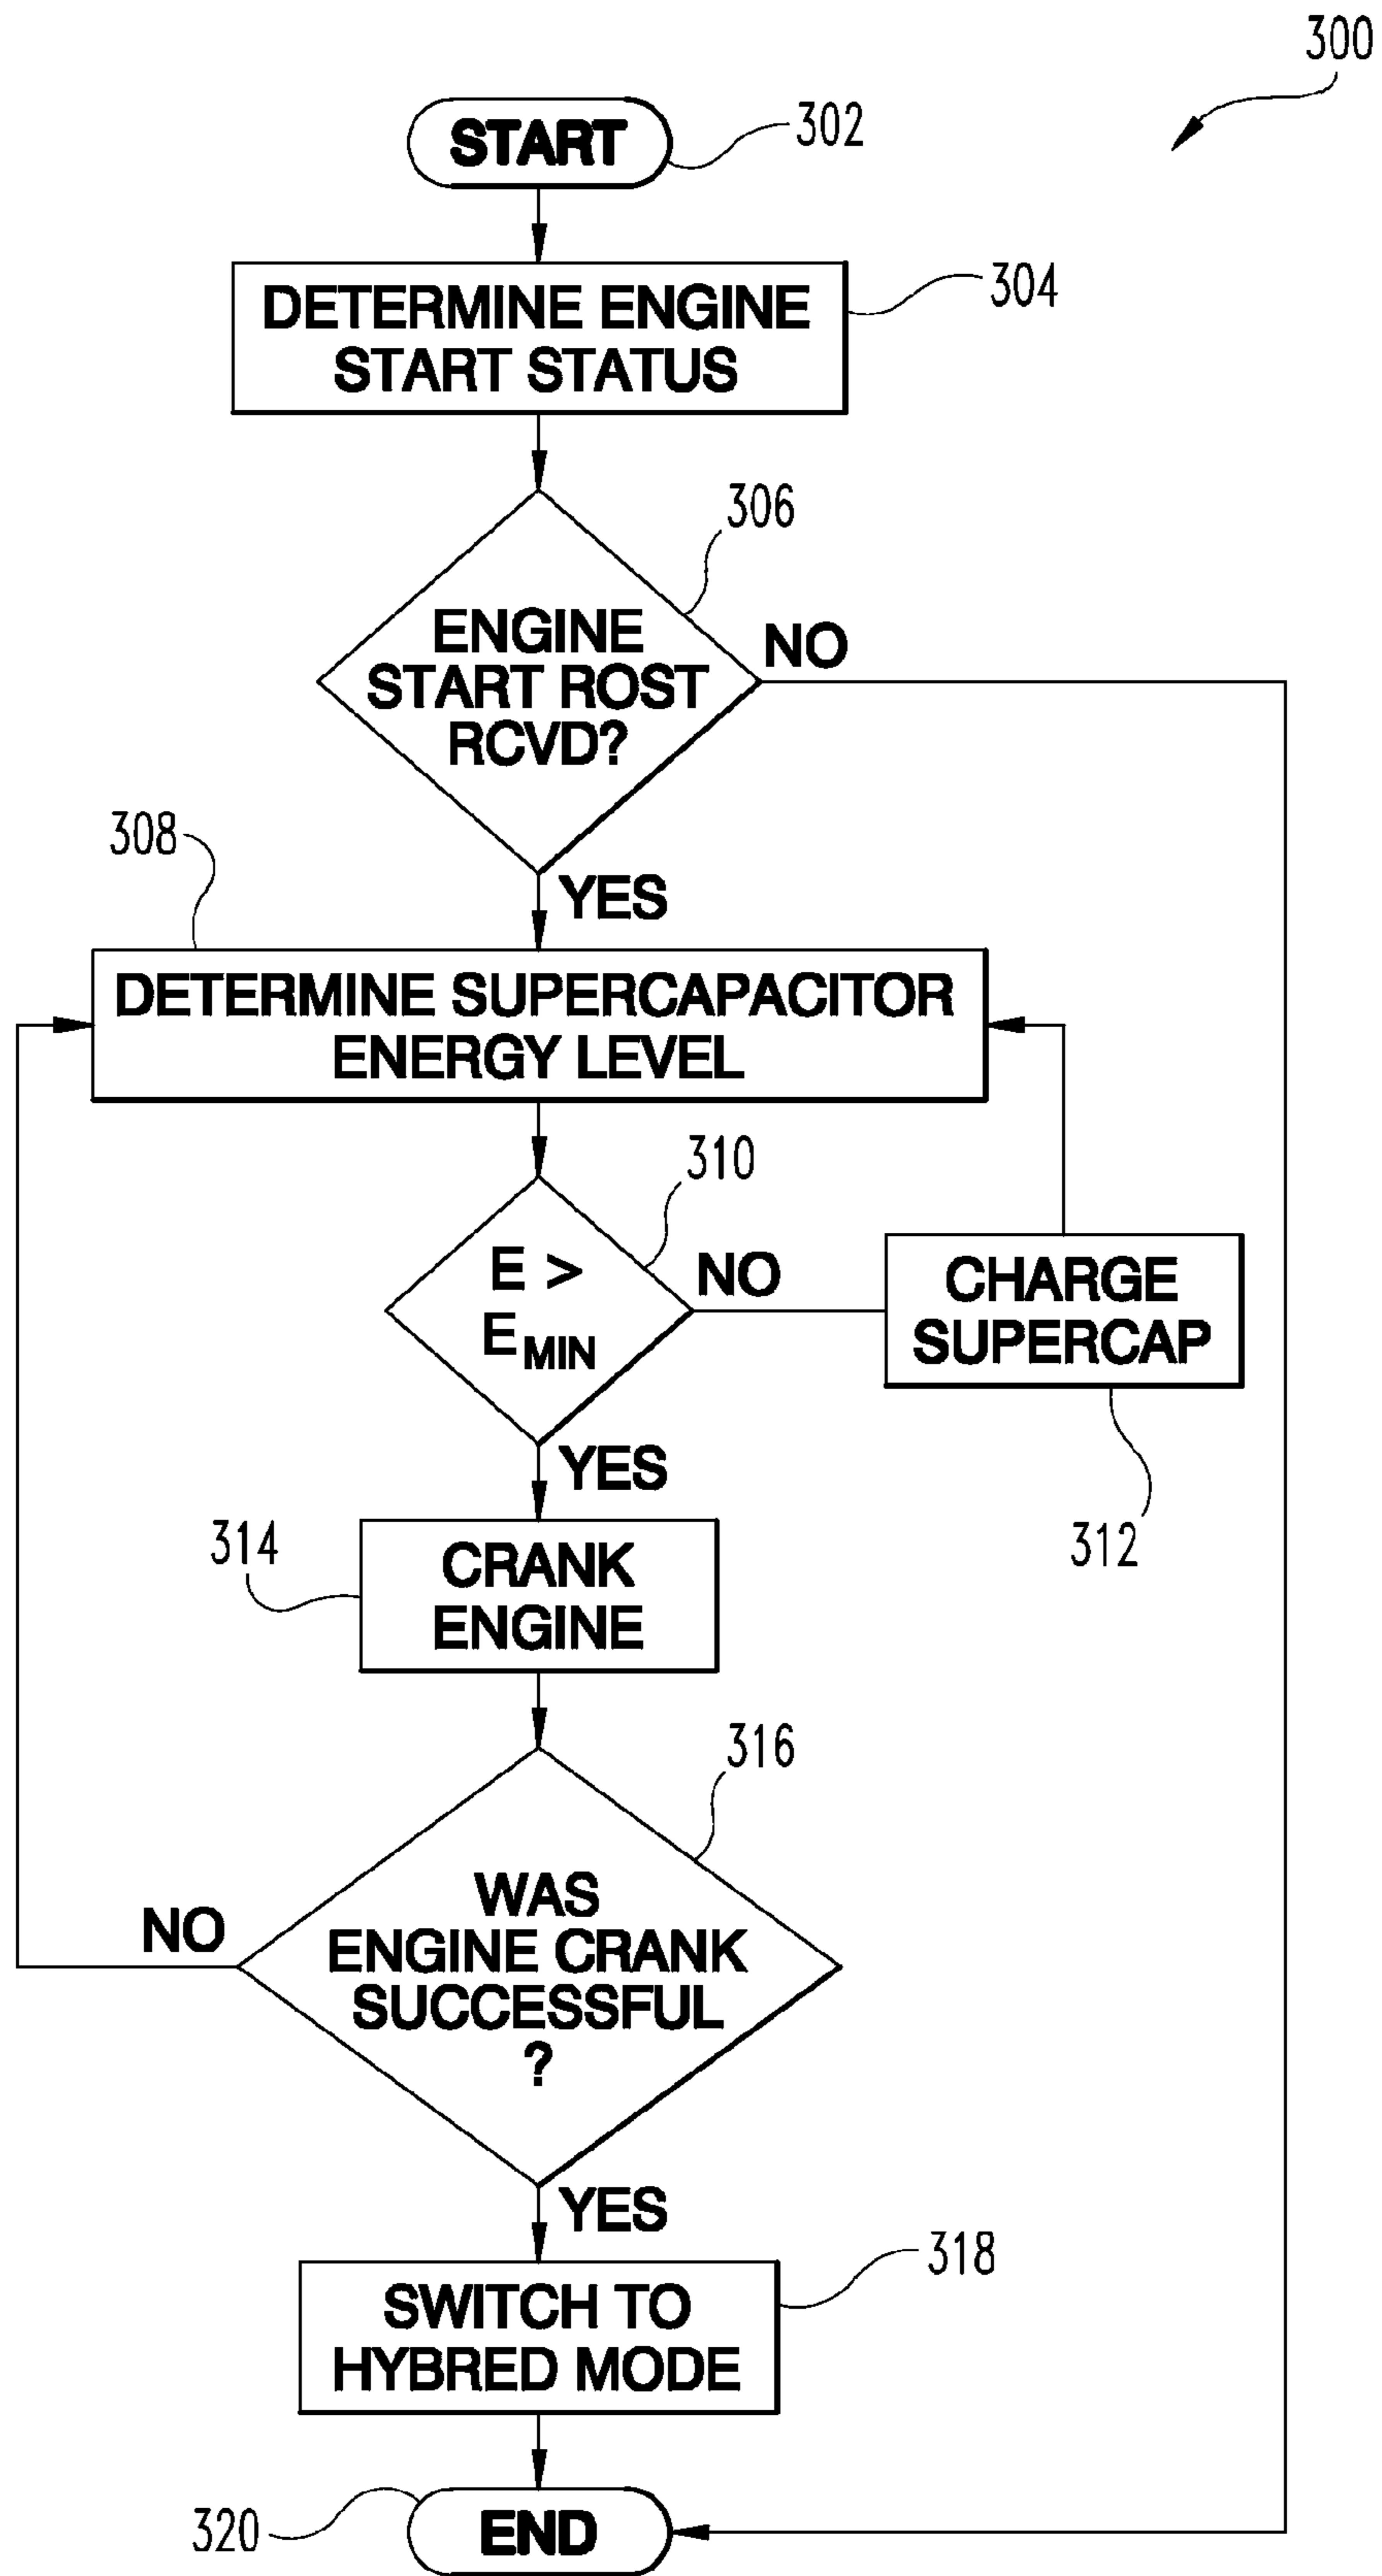 300
START
302
DETERMINE ENGINE
START STATUS
304
306
ENGINE
START ROST
RCVD?
NO
YES
308
DETERMINE SUPERCAPACITOR
ENERGY LEVEL
310
E >
E MIN
NO
CHARGE
SUPERCAP
312
YES
314
CRANK
ENGINE
316
WAS
ENGINE CRANK
SUCCESSFUL
?
NO
YES
318
SWITCH TO
HYBRED MODE
320
END